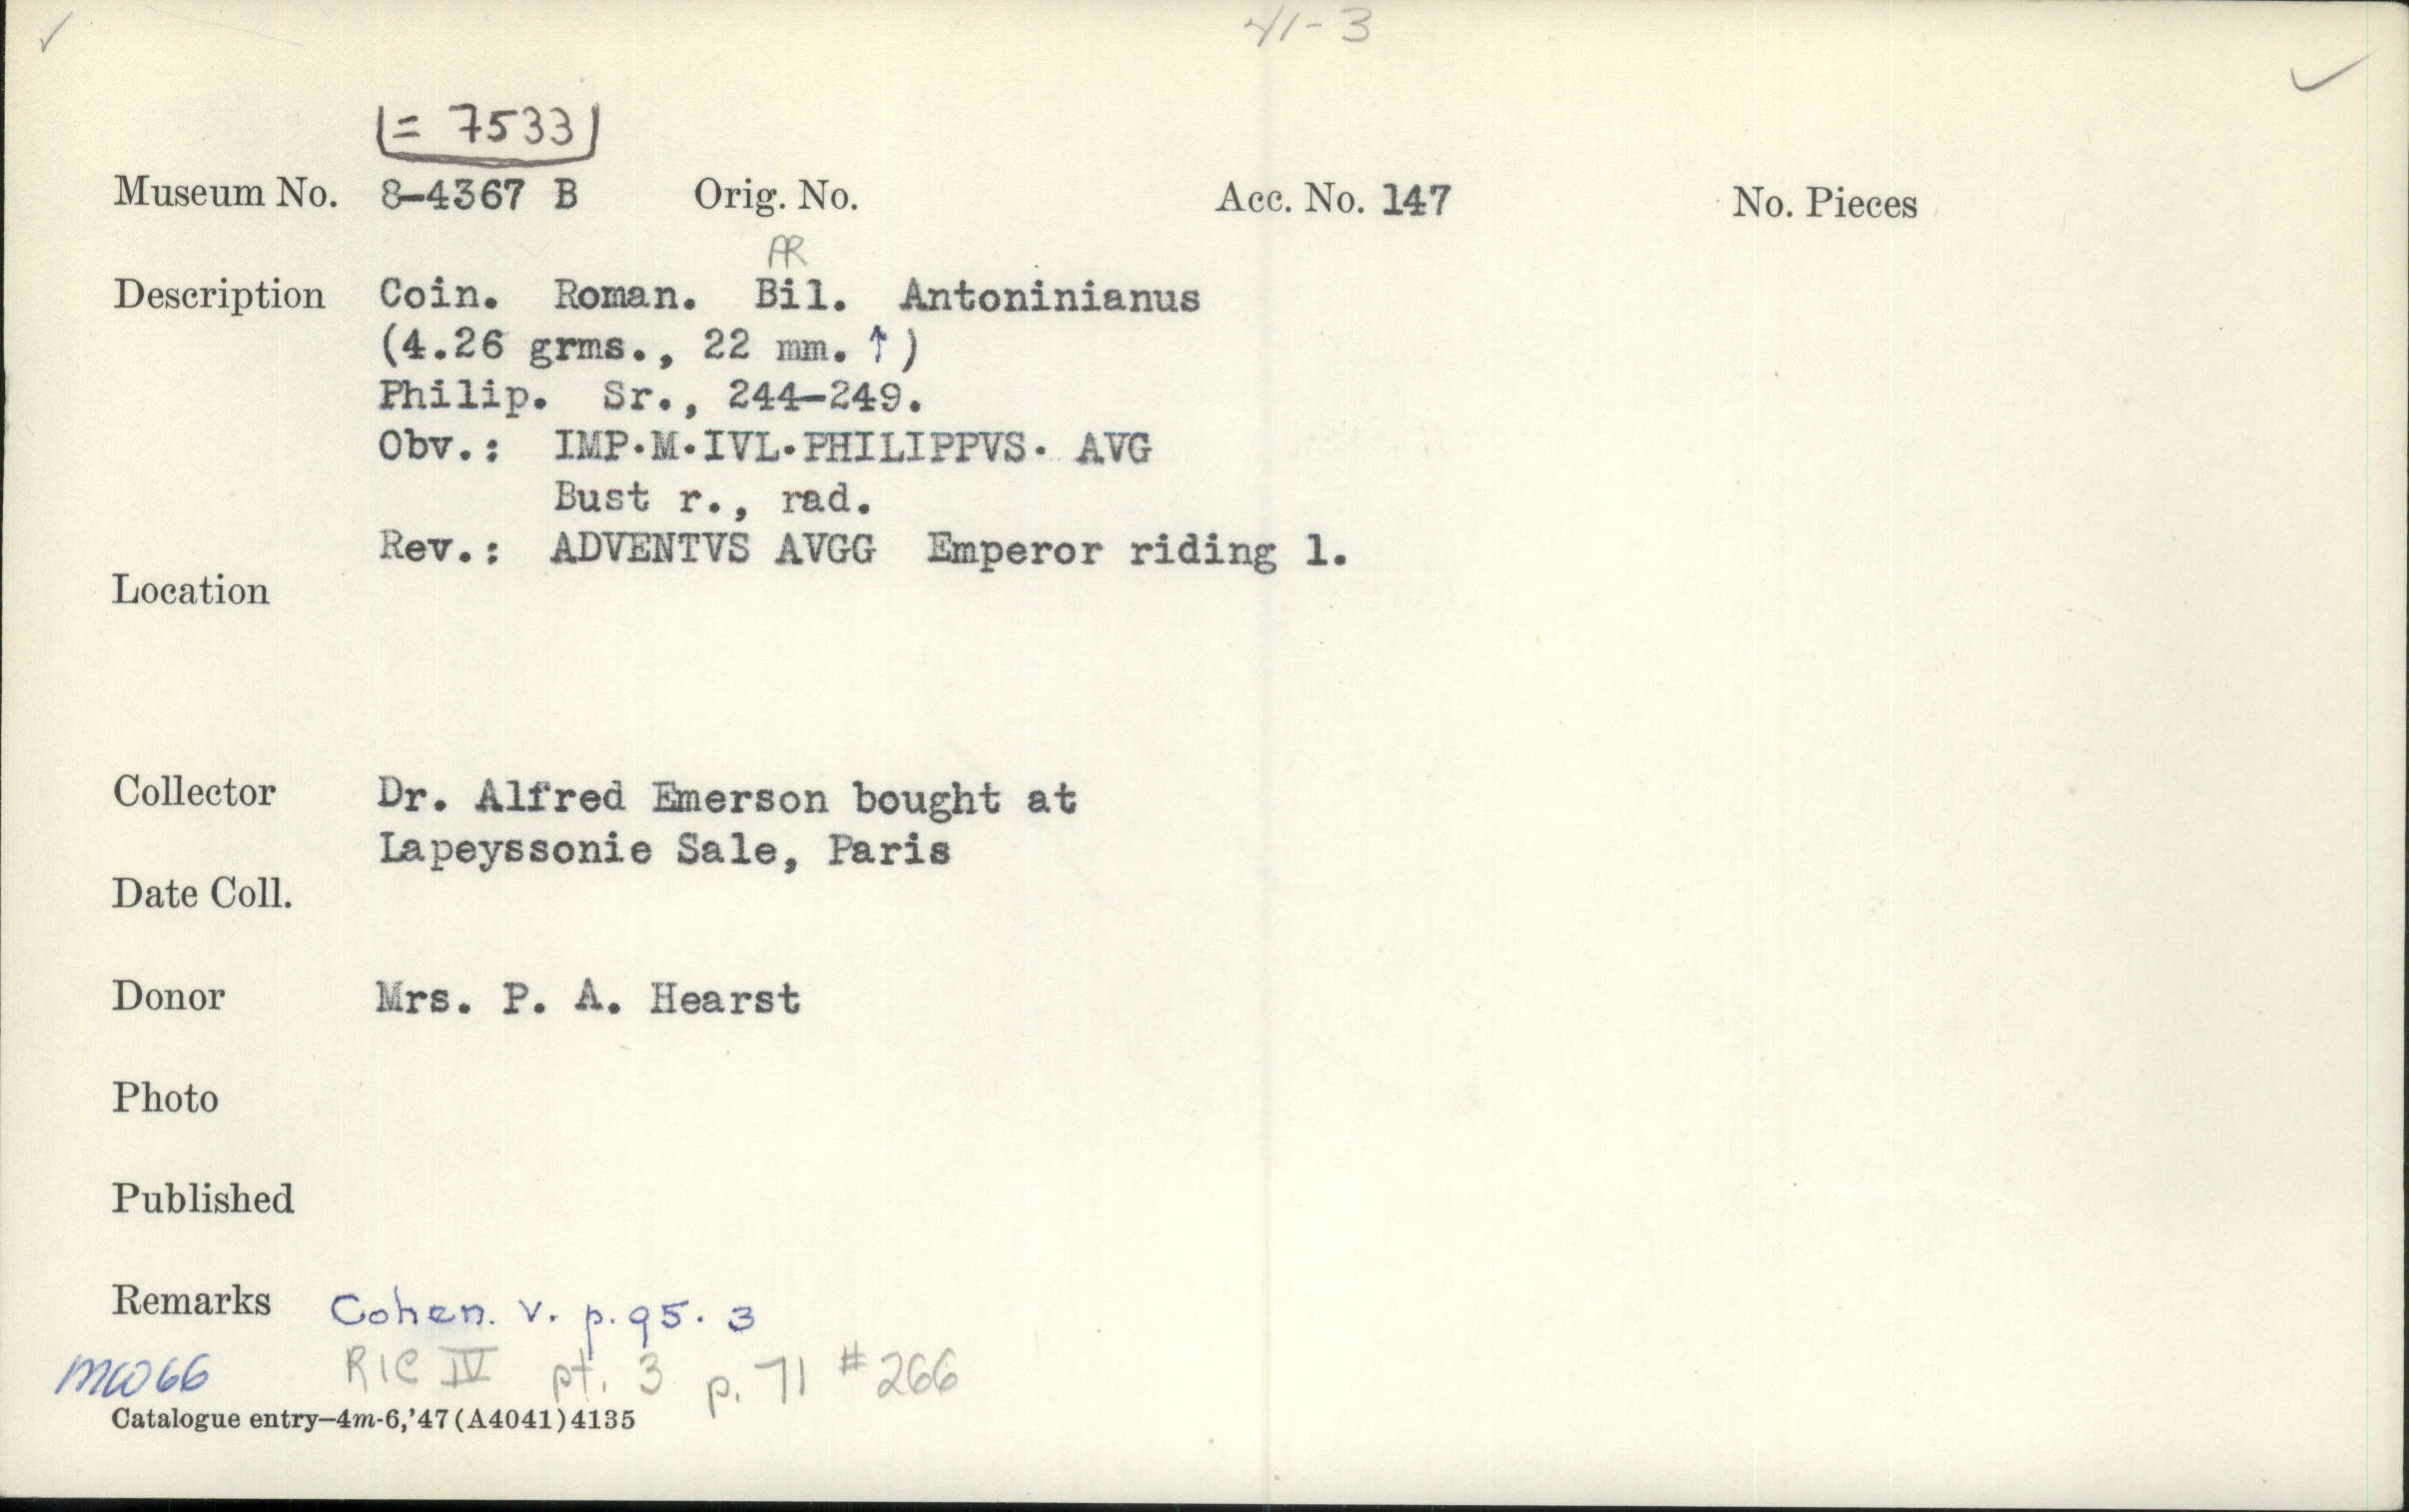 41-3
= 7533
Museum No. 8-4367 B Orig. No. Acc. No. 147 No. Pieces
AR
Description Coin. Roman. Bil. Antoninianus
(4.26 grms., 22 mm. ↑)
Philip. Sr., 244-249.
Obv.: IMP·M·IVL·PHILIPPVS· AVG
Bust r., rad.
Rev.: ADVENTVS AVGG Emperor riding l.
Location
Collector Dr. Alfred Emerson bought at
Lapeyssonie Sale, Paris
Date Coll.
Donor Mrs. P. A. Hearst
Photo
Published
Remarks Cohen. v. p. 95. 3
MW66 RIC IV pt. 3 p. 71 #266
Catalogue entry—4m-6,'47(A4041)4135